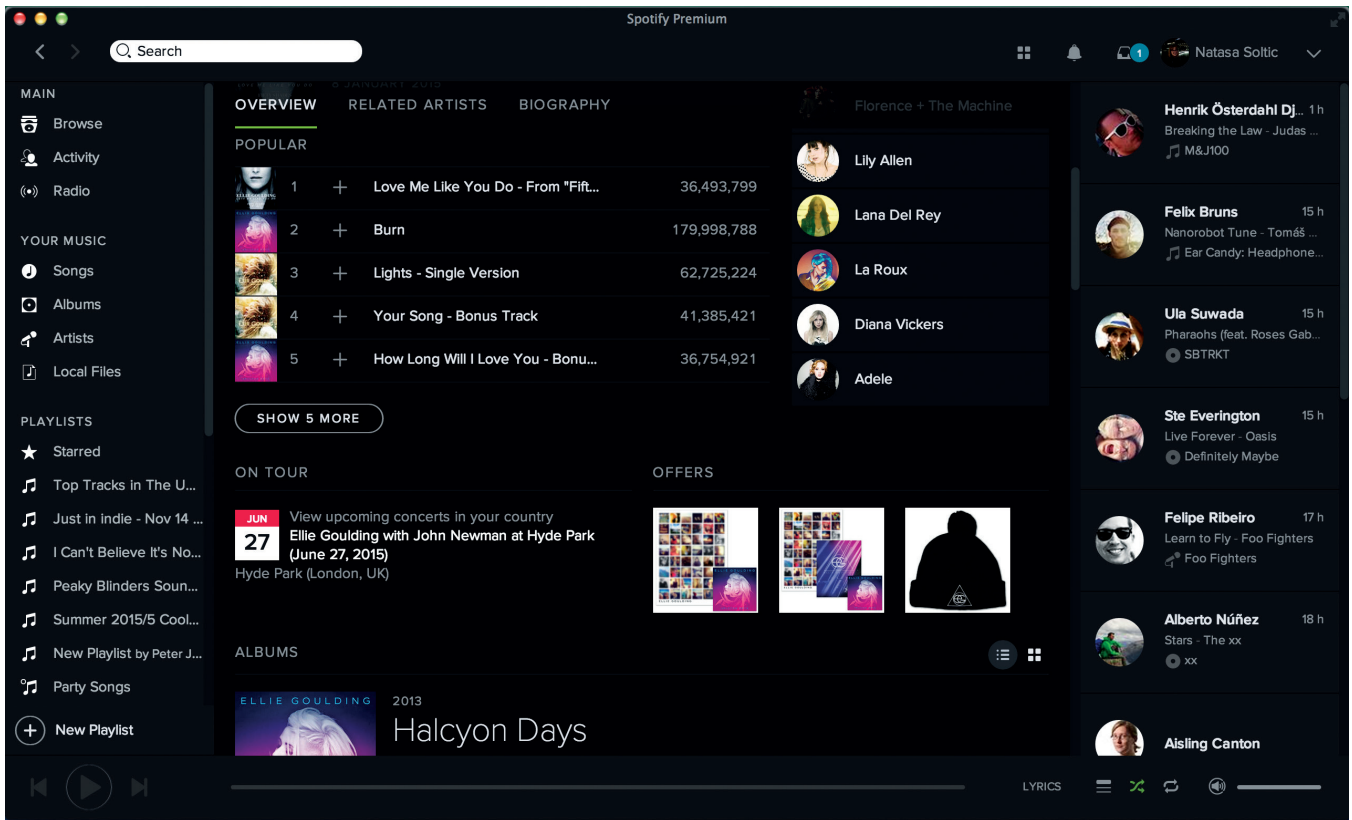 Spotify Premium
Search
1
Natasa Soltic
MAIN
Browse
Activity
Radio
YOUR MUSIC
Songs
Albums
Artists
Local Files
PLAYLISTS
Starred
Top Tracks in The U...
Just in indie - Nov 14 ...
I Can't Believe It's No...
Peaky Blinders Soun...
Summer 2015/5 Cool...
New Playlist by Peter J...
Party Songs
New Playlist
8 JANUARY 2015
OVERVIEW RELATED ARTISTS BIOGRAPHY
POPULAR
1 Love Me Like You Do - From "Fift... 36,493,799
2 Burn 179,998,788
3 Lights - Single Version 62,725,224
4 Your Song - Bonus Track 41,385,421
5 How Long Will I Love You - Bonu... 36,754,921
SHOW 5 MORE
Florence + The Machine
Lily Allen
Lana Del Rey
La Roux
Diana Vickers
Adele
ON TOUR
JUN
27
View upcoming concerts in your country
Ellie Goulding with John Newman at Hyde Park
(June 27, 2015)
Hyde Park (London, UK)
OFFERS
ALBUMS
ELLIE GOULDING
2013
Halcyon Days
Henrik Österdahl Dj... 1 h
Breaking the Law - Judas ...
M&J100
Felix Bruns 15 h
Nanorobot Tune - Tomáš ...
Ear Candy: Headphone...
Ula Suwada 15 h
Pharaohs (feat. Roses Gab...
SBTRKT
Ste Everington 15 h
Live Forever - Oasis
Definitely Maybe
Felipe Ribeiro 17 h
Learn to Fly - Foo Fighters
Foo Fighters
Alberto Núñez 18 h
Stars - The xx
xx
Aisling Canton
LYRICS